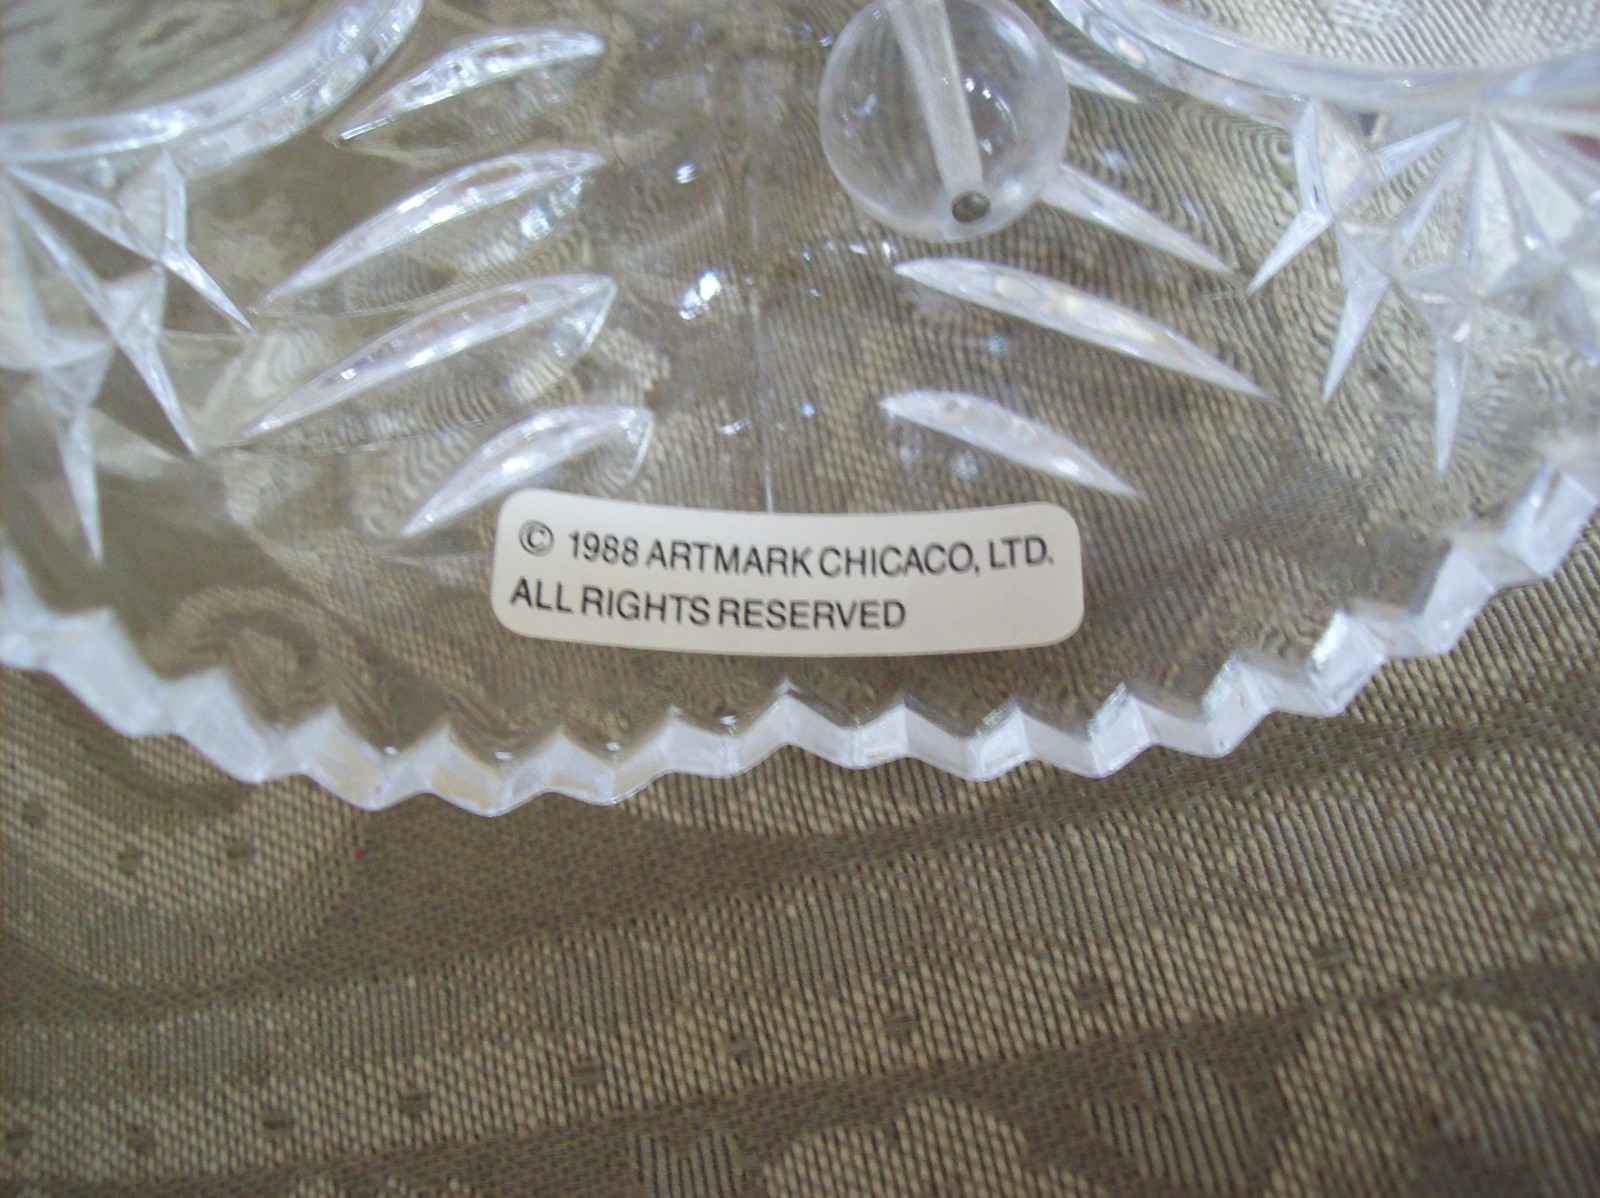 © 1988 ARTMARK CHICACO, LTD.
ALL RIGHTS RESERVED